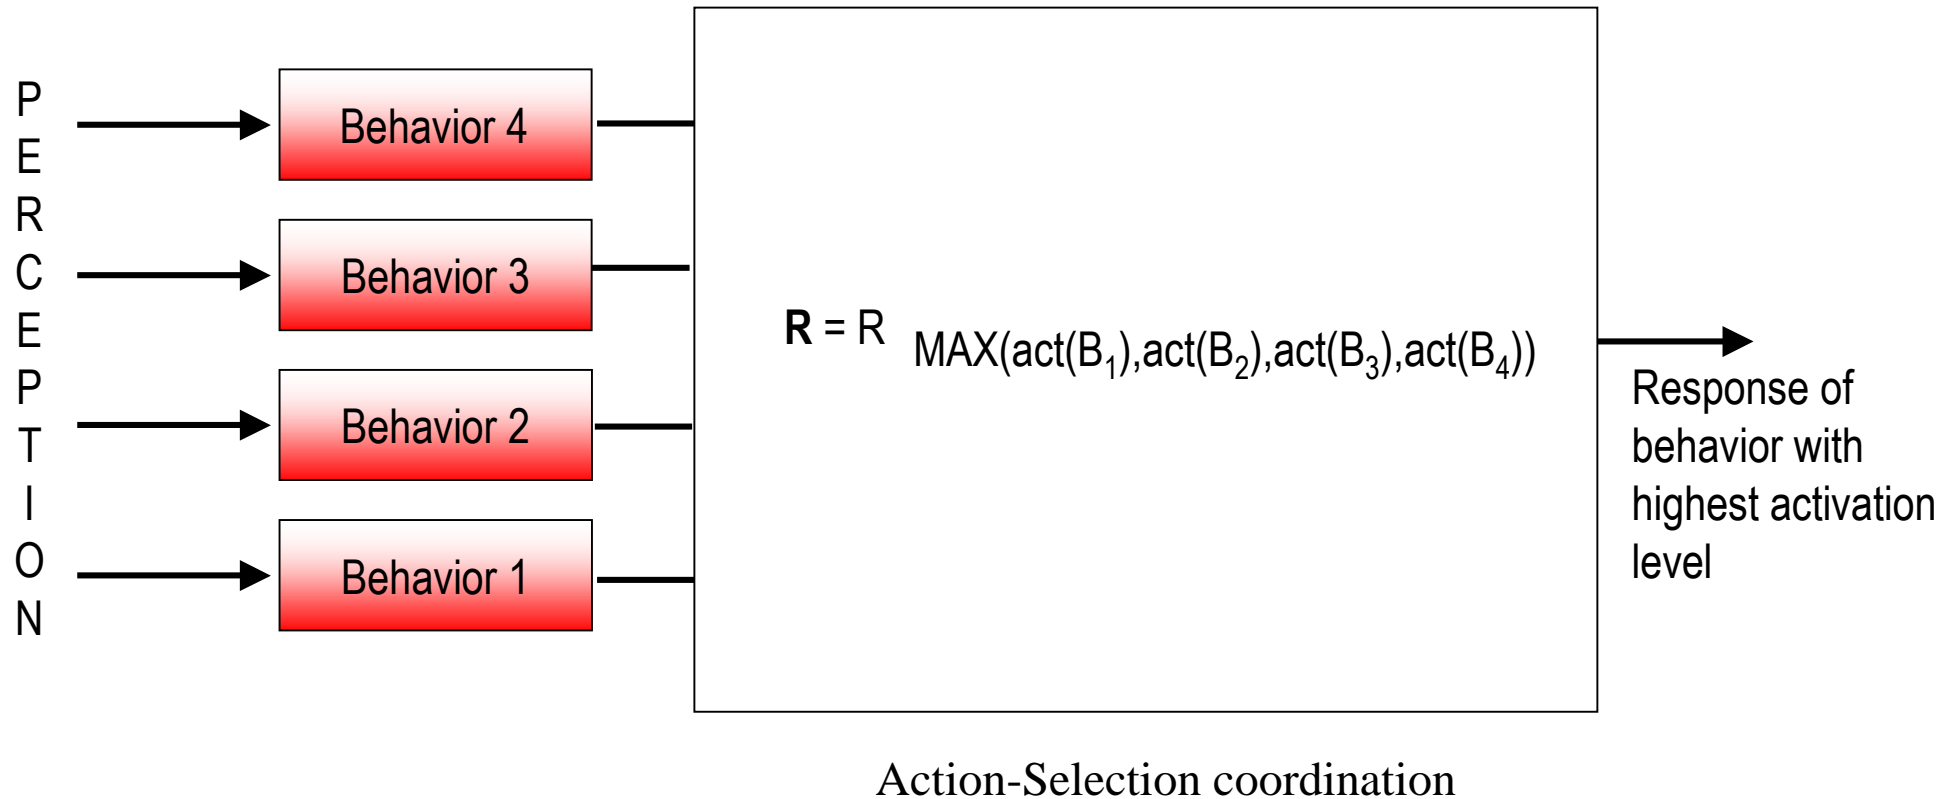 PERCEPTION
Behavior 4
Behavior 3
Behavior 2
Behavior 1
R = R MAX(act(B₁),act(B₂),act(B₃),act(B₄))
Response of
behavior with
highest activation
level
Action-Selection coordination